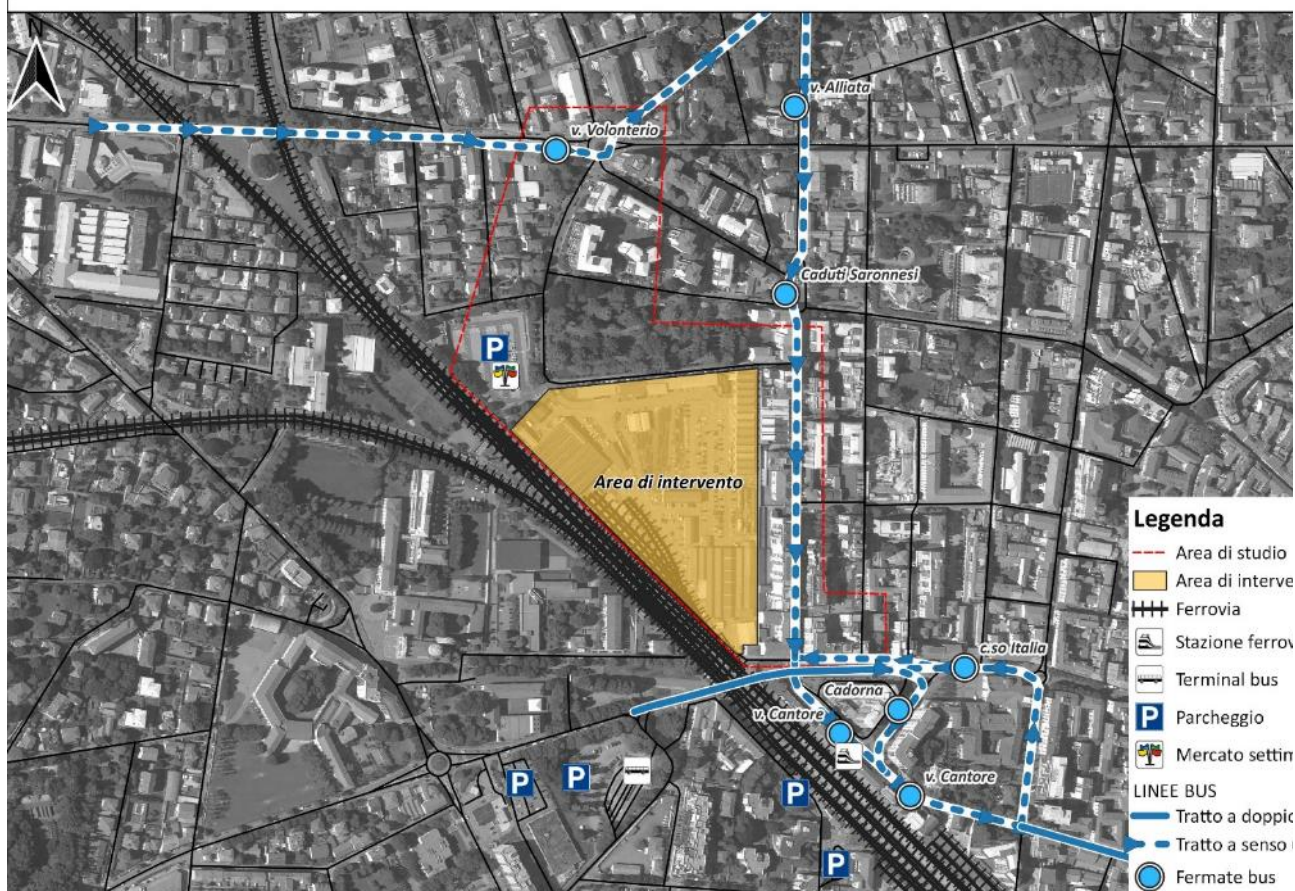 N
v. Alliata
v. Volonterio
Caduti Saronnesi
P
Area di intervento
Legenda
Area di studio
Area di interve
Ferrovia
Stazione ferrov
Terminal bus
P Parcheggio
Mercato settim
LINEE BUS
Tratto a doppio
Tratto a senso u
Fermate bus
c.so Italia
Cadorna
v. Cantore
v. Cantore
P
P
P
P